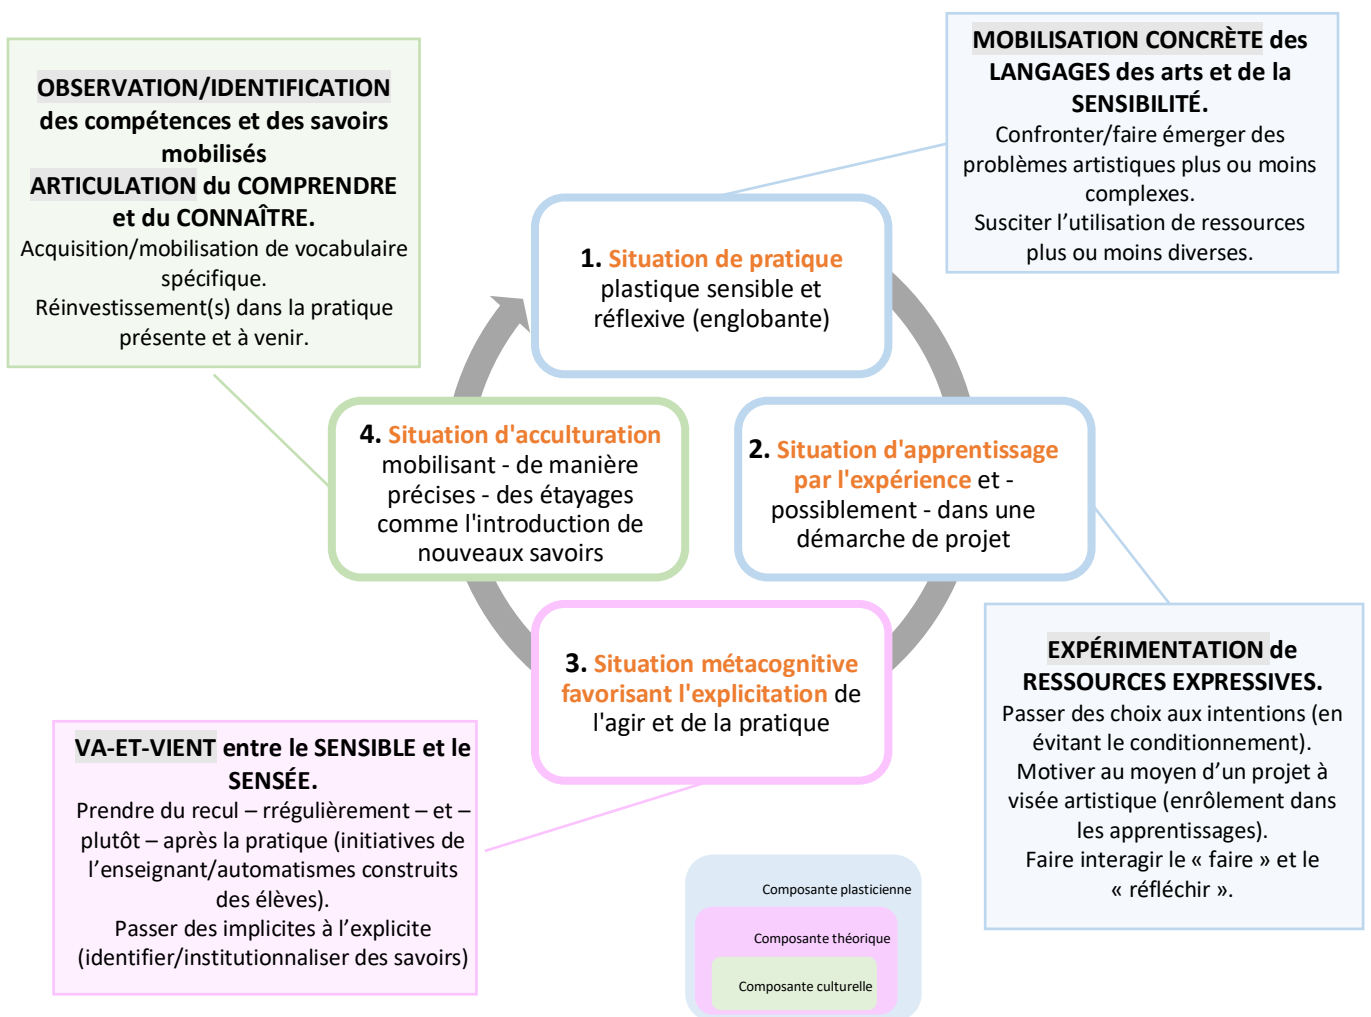 OBSERVATION/IDENTIFICATION
des compétences et des savoirs
mobilisés
ARTICULATION du COMPRENDRE
et du CONNAÎTRE.
Acquisition/mobilisation de vocabulaire
spécifique.
Réinvestissement(s) dans la pratique
présente et à venir.
MOBILISATION CONCRÈTE des
LANGAGES des arts et de la
SENSIBILITÉ.
Confronter/faire émerger des
problèmes artistiques plus ou moins
complexes.
Susciter l’utilisation de ressources
plus ou moins diverses.
1. Situation de pratique
plastique sensible et
réflexive (englobante)
2. Situation d'apprentissage
par l'expérience et -
possiblement - dans une
démarche de projet
3. Situation métacognitive
favorisant l'explicitation de
l'agir et de la pratique
4. Situation d'acculturation
mobilisant - de manière
précises - des étayages
comme l'introduction de
nouveaux savoirs
EXPÉRIMENTATION de
RESSOURCES EXPRESSIVES.
Passer des choix aux intentions (en
évitant le conditionnement).
Motiver au moyen d’un projet à
visée artistique (enrôlement dans
les apprentissages).
Faire interagir le « faire » et le
« réfléchir ».
VA-ET-VIENT entre le SENSIBLE et le
SENSÉE.
Prendre du recul – rrégulièrement – et –
plutôt – après la pratique (initiatives de
l’enseignant/automatismes construits
des élèves).
Passer des implicites à l’explicite
(identifier/institutionnaliser des savoirs)
Composante plasticienne
Composante théorique
Composante culturelle